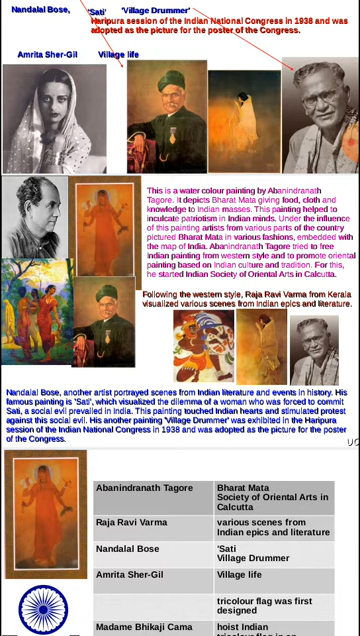 Nandalal Bose, 'Sati' 'Village Drummer'
Haripura session of the Indian National Congress in 1938 and was
adopted as the picture for the poster of the Congress.
Amrita Sher-Gil Village life
This is a water colour painting by Abanindranath
Tagore. It depicts Bharat Mata giving food, cloth and
knowledge to Indian masses. This painting helped to
inculcate patriotism in Indian minds. Under the influence
of this painting artists from various parts of the country
pictured Bharat Mata in various fashions, embedded with
the map of India. Abanindranath Tagore tried to free
Indian painting from western style and to promote oriental
painting based on Indian culture and tradition. For this,
he started Indian Society of Oriental Arts in Calcutta.
Following the western style, Raja Ravi Varma from Kerala
visualized various scenes from Indian epics and literature.
Nandalal Bose, another artist portrayed scenes from Indian literature and events in history. His
famous painting is 'Sati', which visualized the dilemma of a woman who was forced to commit
Sati, a social evil prevailed in India. This painting touched Indian hearts and stimulated protest
against this social evil. His another painting 'Village Drummer' was exhibited in the Haripura
session of the Indian National Congress in 1938 and was adopted as the picture for the poster
of the Congress.
Abanindranath Tagore Bharat Mata
Society of Oriental Arts in
Calcutta
Raja Ravi Varma various scenes from
Indian epics and literature
Nandalal Bose 'Sati
Village Drummer
Amrita Sher-Gil Village life
tricolour flag was first
designed
Madame Bhikaji Cama hoist Indian
tricolour flag in an